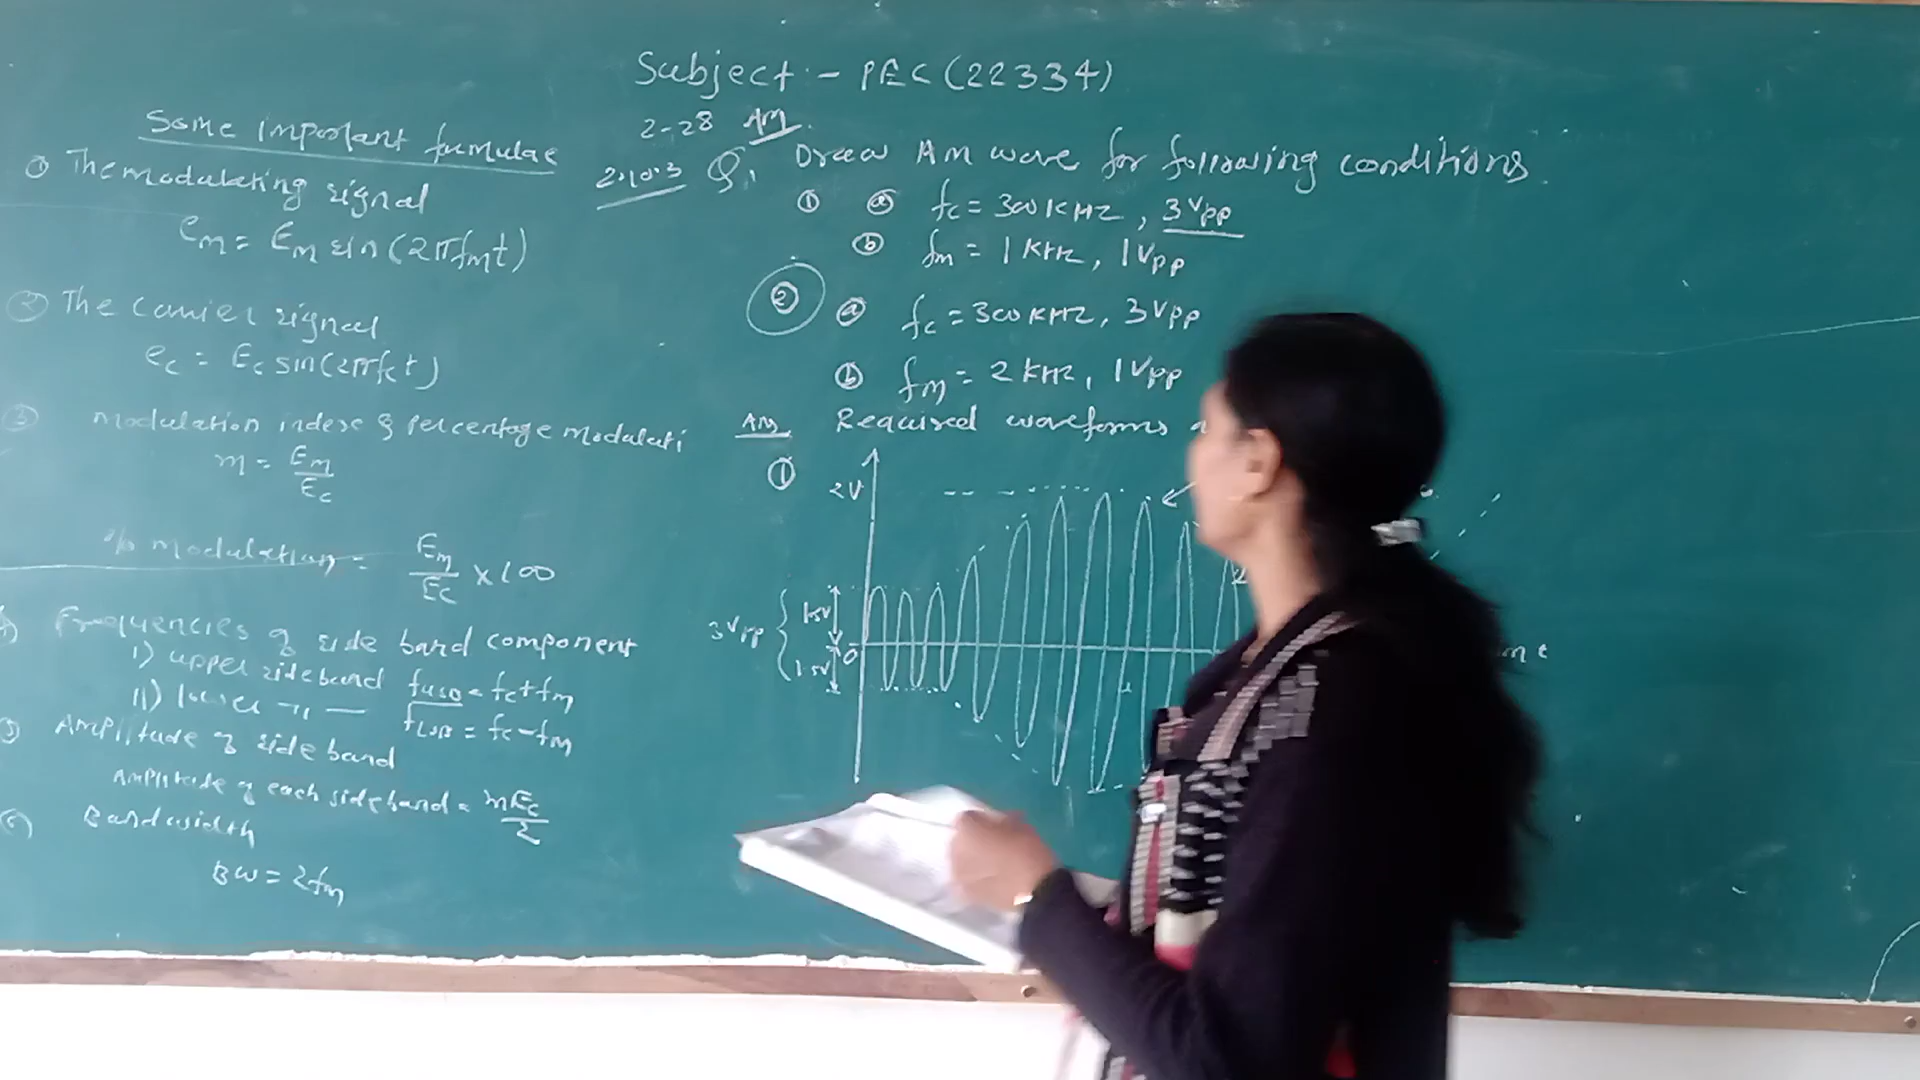 Subject :- PEC (22334)
Some important formulae
① The modulating signal
em = Em sin(2πfmt)
② The carrier signal
ec = Ec sin(2πfct)
③ modulation index & percentage modulati
m = Em/Ec
% modulation = Em/Ec × 100
Frequencies of side band component
i) upper sideband fUSB = fc + fm
ii) lower -11- fLSB = fc - fm
Amplitude of side band
Amplitude of each sideband = mEc/2
Bandwidth
BW = 2fm
2-28 AM
Q. Draw AM wave for following conditions.
① ⓐ fc = 300 KHZ, 3Vpp
ⓑ fm = 1 KHz, 1Vpp
② ⓐ fc = 300 KHZ, 3Vpp
ⓑ fm = 2 KHz, 1Vpp
Ans Required waveforms
①
2V
3Vpp
1.5V
0
1.5V